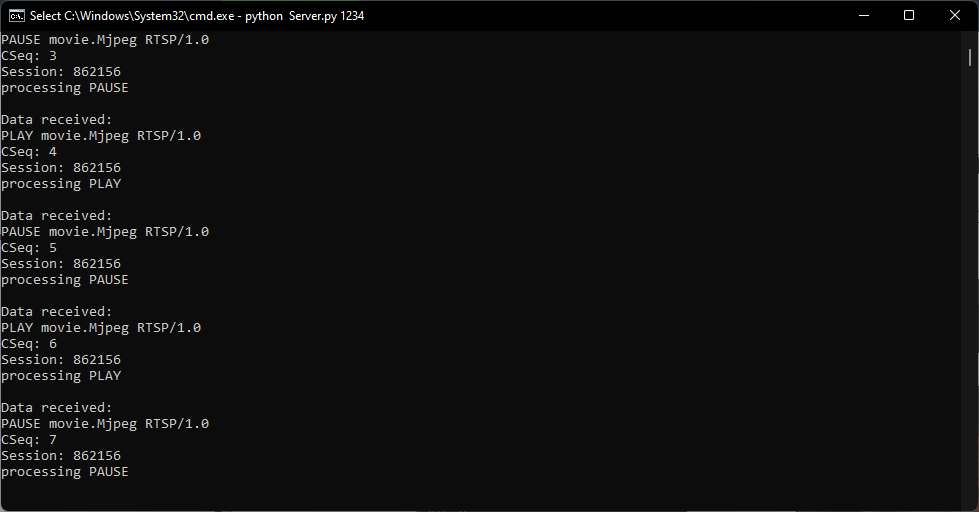 Select C:\Windows\System32\cmd.exe - python  Server.py 1234
PAUSE movie.Mjpeg RTSP/1.0
CSeq: 3
Session: 862156
processing PAUSE

Data received:
PLAY movie.Mjpeg RTSP/1.0
CSeq: 4
Session: 862156
processing PLAY

Data received:
PAUSE movie.Mjpeg RTSP/1.0
CSeq: 5
Session: 862156
processing PAUSE

Data received:
PLAY movie.Mjpeg RTSP/1.0
CSeq: 6
Session: 862156
processing PLAY

Data received:
PAUSE movie.Mjpeg RTSP/1.0
CSeq: 7
Session: 862156
processing PAUSE